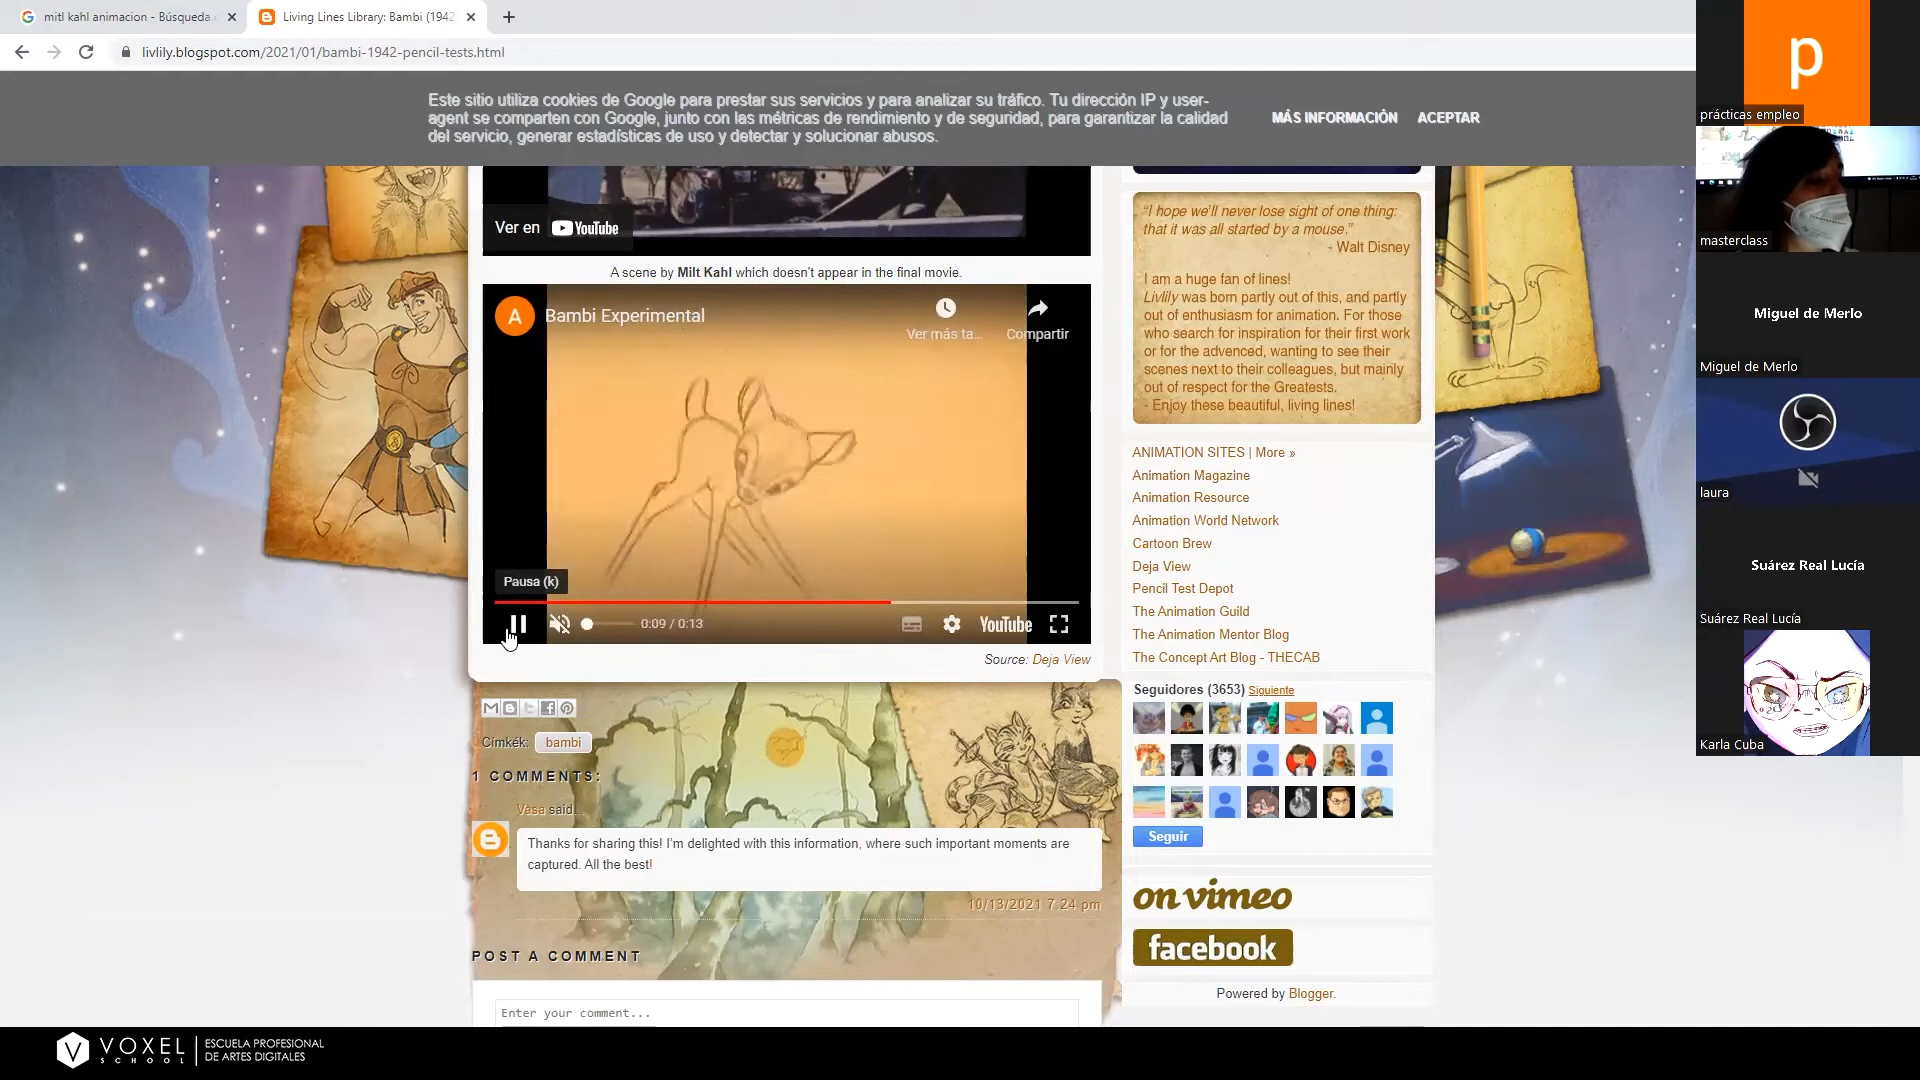 mitl kahl animacion - Búsqueda
Living Lines Library: Bambi (1942
livlily.blogspot.com/2021/01/bambi-1942-pencil-tests.html
Este sitio utiliza cookies de Google para prestar sus servicios y para analizar su tráfico. Tu dirección IP y user-
agent se comparten con Google, junto con las métricas de rendimiento y de seguridad, para garantizar la calidad
del servicio, generar estadísticas de uso y detectar y solucionar abusos.
MÁS INFORMACIÓN ACEPTAR
Ver en YouTube
A scene by Milt Kahl which doesn't appear in the final movie.
A
Bambi Experimental
Ver más ta...
Compartir
Pausa (k)
0:09 / 0:13
YouTube
Source: Deja View
Címkék: bambi
1 COMMENTS:
Vasa said...
Thanks for sharing this! I'm delighted with this information, where such important moments are
captured. All the best!
10/13/2021 7:24 pm
POST A COMMENT
Enter your comment...
"I hope we'll never lose sight of one thing:
that it was all started by a mouse."
- Walt Disney
I am a huge fan of lines!
Livlily was born partly out of this, and partly
out of enthusiasm for animation. For those
who search for inspiration for their first work
or for the advenced, wanting to see their
scenes next to their colleagues, but mainly
out of respect for the Greatests.
- Enjoy these beautiful, living lines!
ANIMATION SITES | More »
Animation Magazine
Animation Resource
Animation World Network
Cartoon Brew
Deja View
Pencil Test Depot
The Animation Guild
The Animation Mentor Blog
The Concept Art Blog - THECAB
Seguidores (3653) Siguiente
Seguir
on vimeo
facebook
Powered by Blogger.
p
prácticas empleo
masterclass
Miguel de Merlo
Miguel de Merlo
laura
Suárez Real Lucía
Suárez Real Lucía
Karla Cuba
V
VOXEL
SCHOOL
ESCUELA PROFESIONAL
DE ARTES DIGITALES